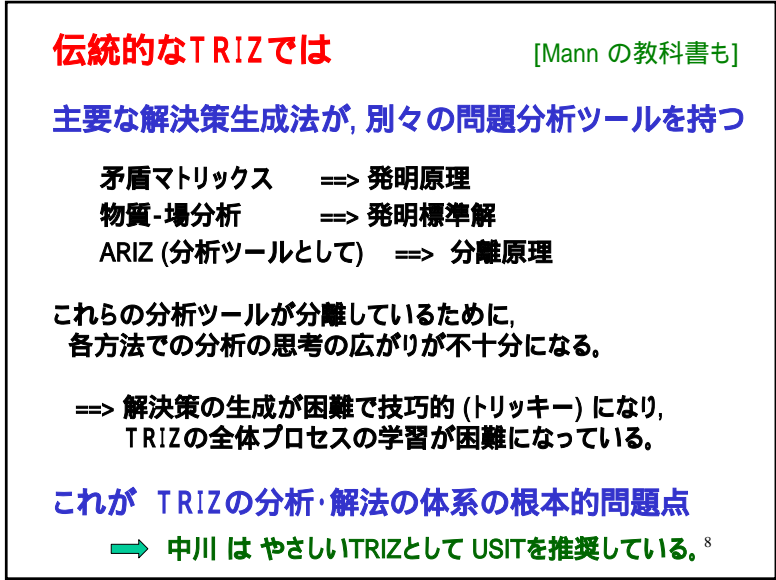 伝統的なTRIZでは [Mann の教科書も]
主要な解決策生成法が, 別々の問題分析ツールを持つ
矛盾マトリックス ==> 発明原理
物質-場分析 ==> 発明標準解
ARIZ (分析ツールとして) ==> 分離原理
これらの分析ツールが分離しているために,
各方法での分析の思考の広がりが不十分になる。
==> 解決策の生成が困難で技巧的 (トリッキー) になり,
TRIZの全体プロセスの学習が困難になっている。
これが TRIZの分析・解法の体系の根本的問題点
中川 は やさしいTRIZとして USITを推奨している。 8